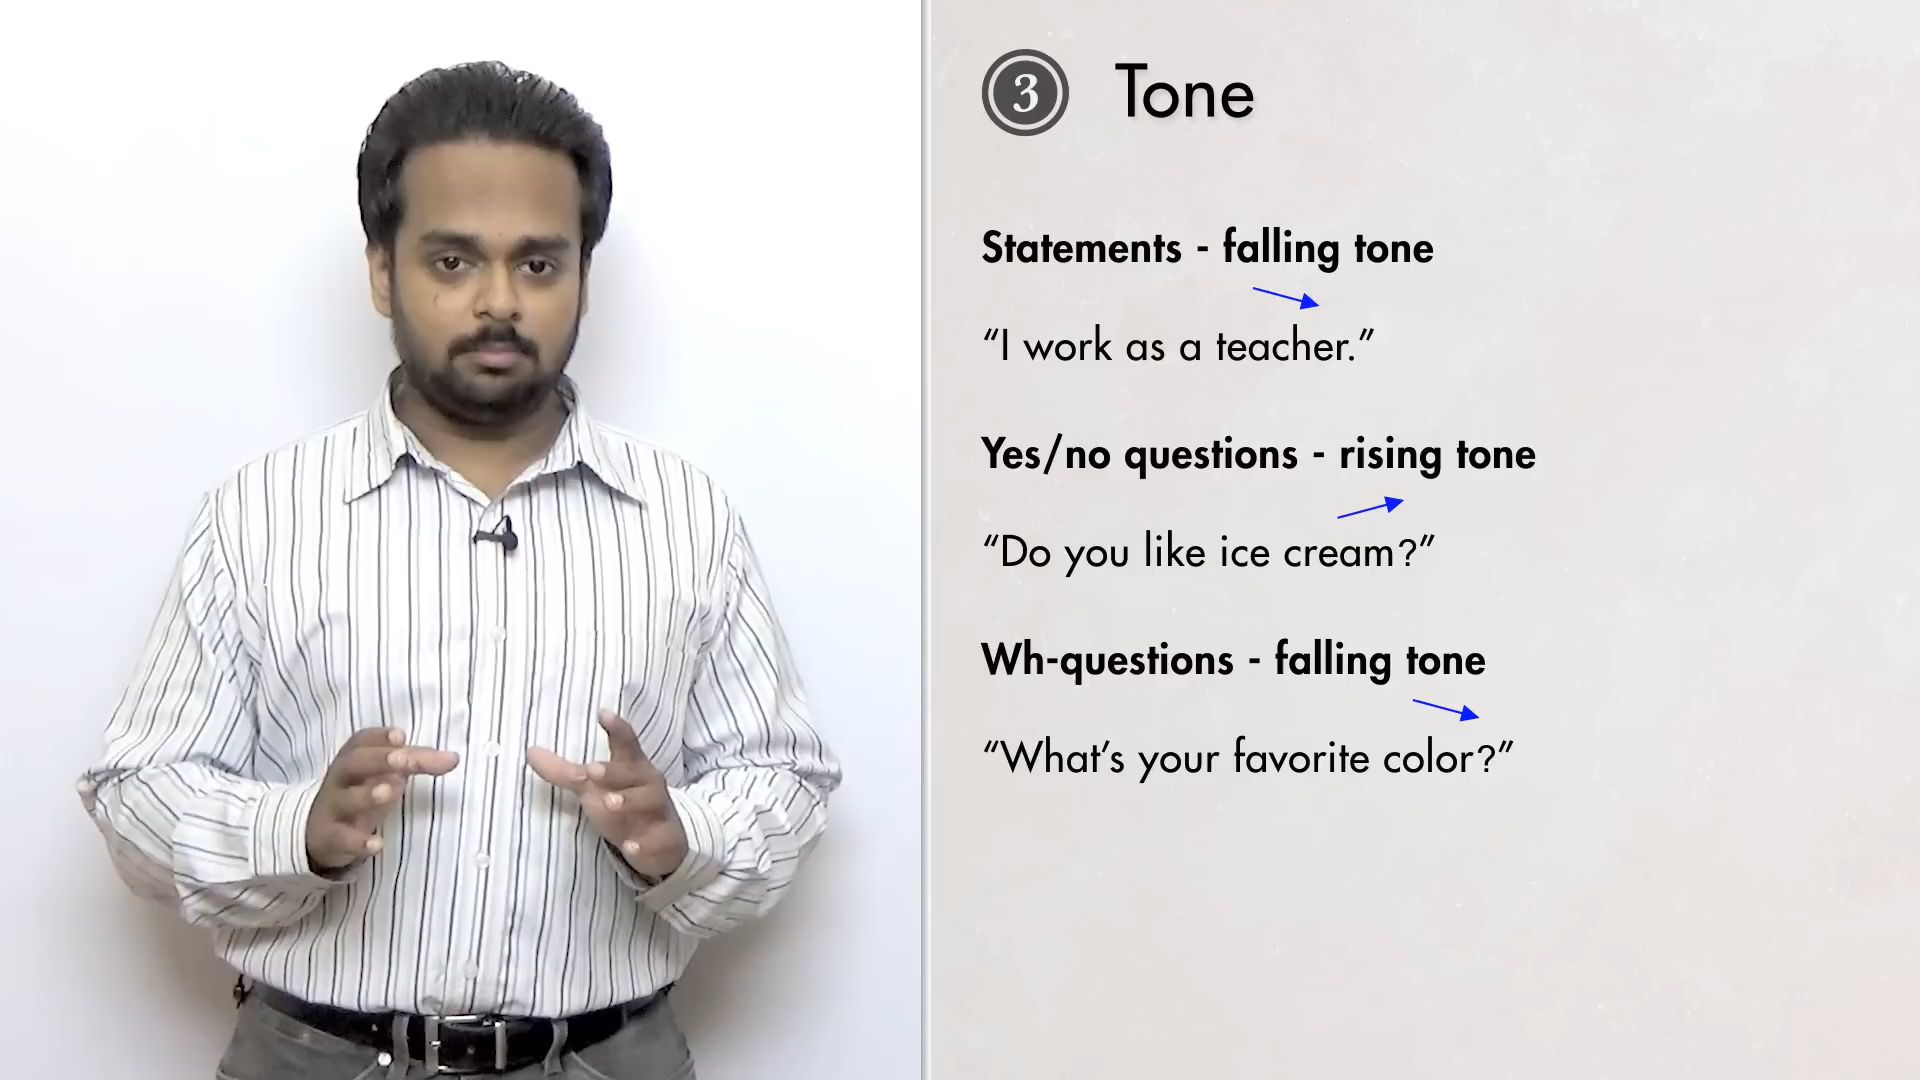 3 Tone
Statements - falling tone
“I work as a teacher.”
Yes/no questions - rising tone
“Do you like ice cream?”
Wh-questions - falling tone
“What’s your favorite color?”